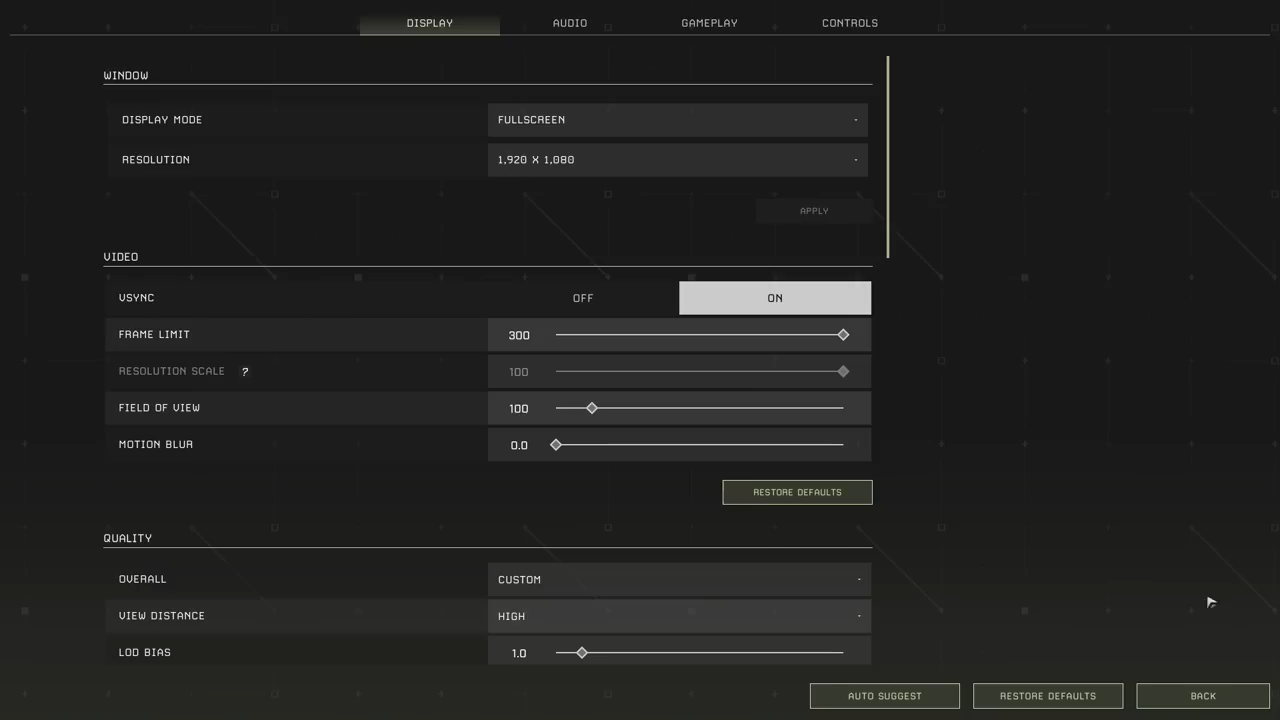 DISPLAY AUDIO GAMEPLAY CONTROLS
WINDOW
DISPLAY MODE FULLSCREEN
RESOLUTION 1,920 X 1,080
APPLY
VIDEO
VSYNC OFF ON
FRAME LIMIT 300
RESOLUTION SCALE ? 100
FIELD OF VIEW 100
MOTION BLUR 0.0
RESTORE DEFAULTS
QUALITY
OVERALL CUSTOM
VIEW DISTANCE HIGH
LOD BIAS 1.0
AUTO SUGGEST RESTORE DEFAULTS BACK